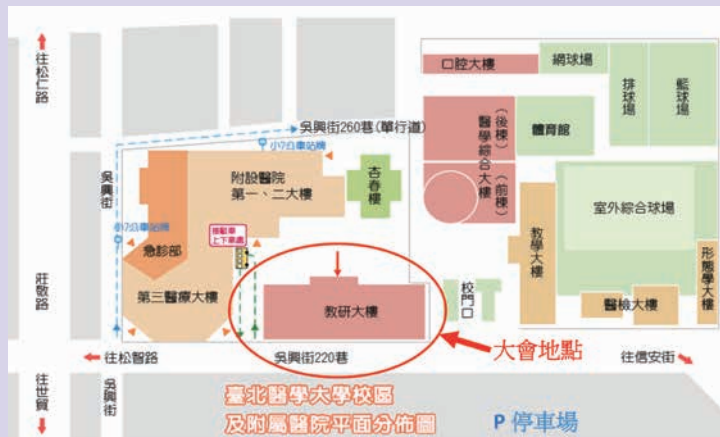 往松仁路
吳興街
莊敬路
往松智路
往世貿
吳興街
吳興街260巷(單行道)
小7公車站牌
小7公車站牌
附設醫院
第一、二大樓
杏春樓
急診部
接駁車
上下車處
第三醫療大樓
教研大樓
吳興街220巷
口腔大樓
網球場
排球場
籃球場
醫學綜合大樓
(後棟)
(前棟)
體育館
室外綜合球場
教學大樓
形態學大樓
醫檢大樓
校門口
大會地點
往信安街
臺北醫學大學校區
及附屬醫院平面分佈圖
P 停車場